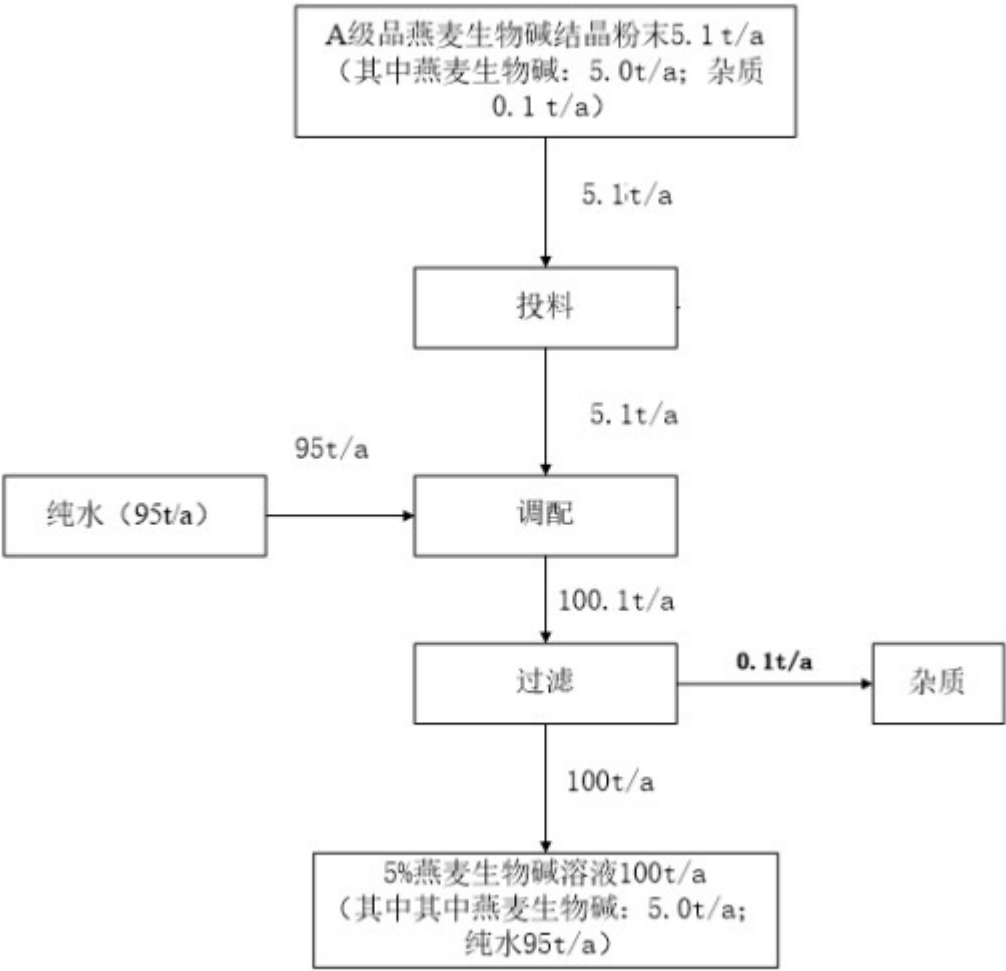 A级品燕麦生物碱结晶粉末5.1t/a
（其中燕麦生物碱：5.0t/a；杂质
0.1t/a）
5.1t/a
投料
5.1t/a
95t/a
纯水（95t/a）
调配
100.1t/a
过滤
0.1t/a
杂质
100t/a
5%燕麦生物碱溶液100t/a
（其中其中燕麦生物碱：5.0t/a；
纯水95t/a）